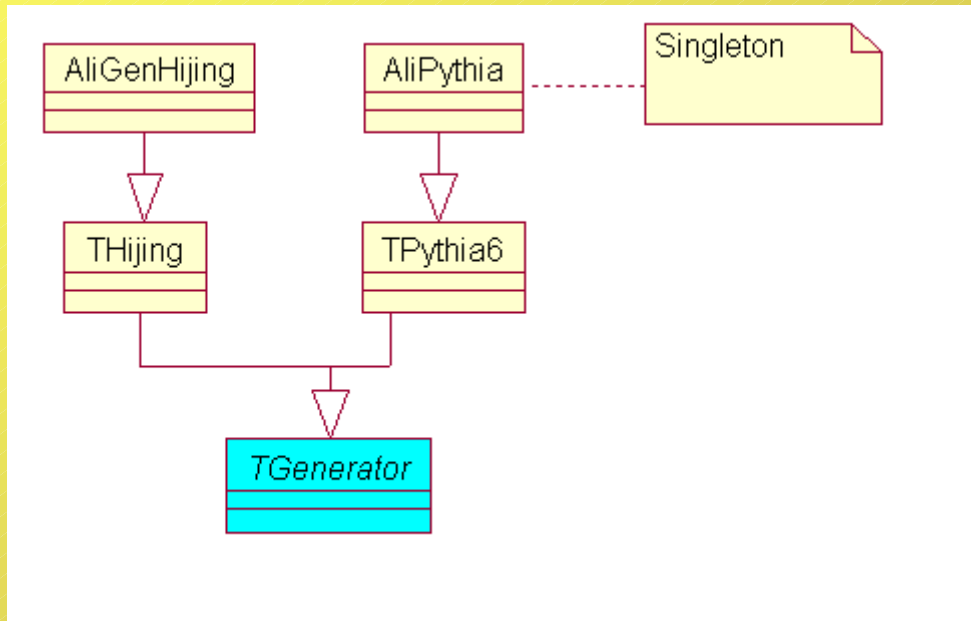 AliGenHijing
AliPythia
Singleton
THijing
TPythia6
TGenerator